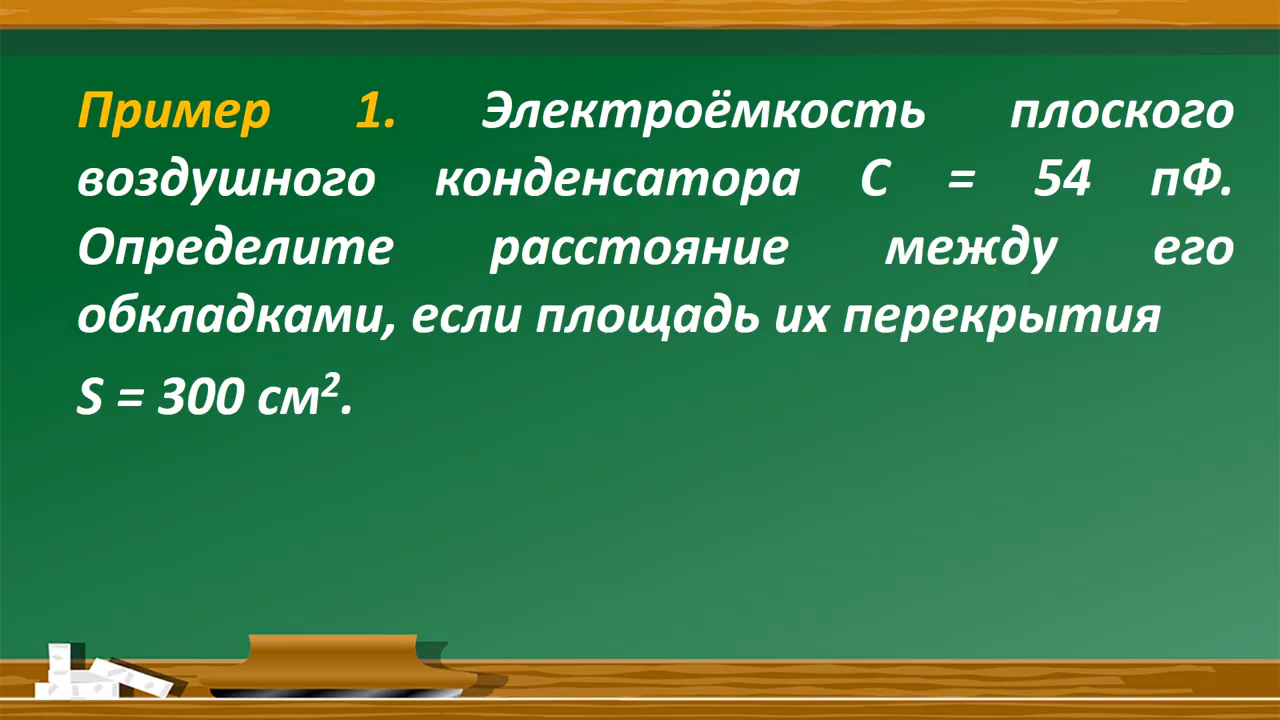 Пример 1. Электроёмкость плоского
воздушного конденсатора C = 54 пФ.
Определите расстояние между его
обкладками, если площадь их перекрытия
S = 300 см².